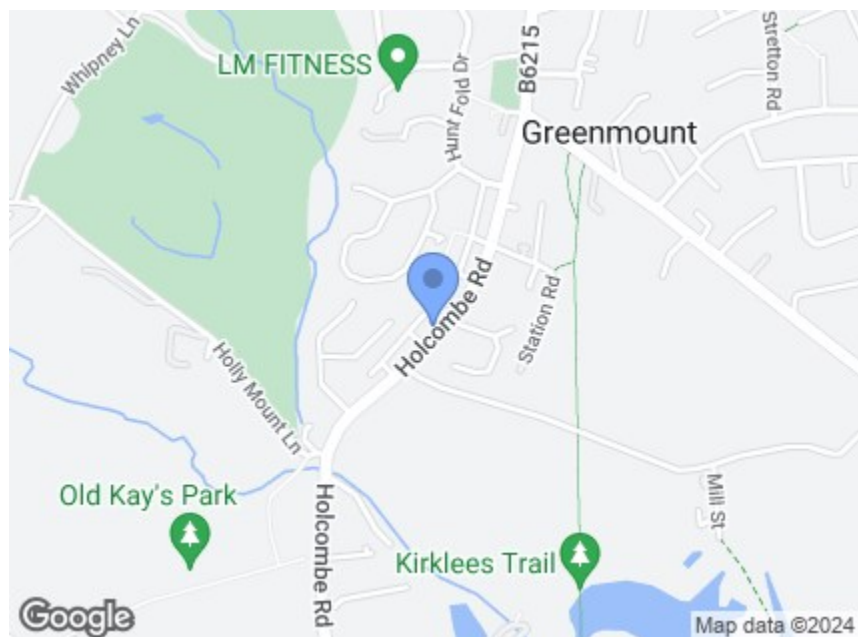 Whipney Ln
LM FITNESS
Hunt Fold Dr
B6215
Stretton Rd
Greenmount
Holcombe Rd
Station Rd
Holly Mount Ln
Old Kay's Park
Holcombe Rd
Kirklees Trail
Mill St
Google
Map data ©2024